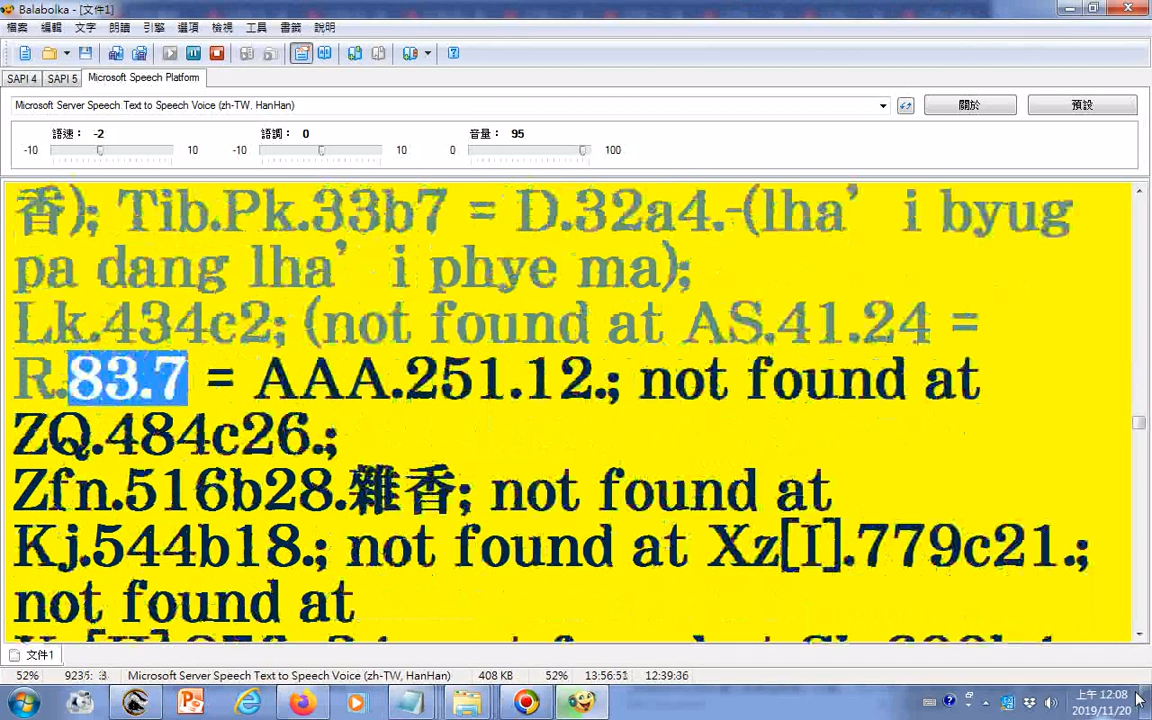 Balabolka - [文件1]
檔案 編輯 文字 朗讀 引擎 選項 檢視 工具 書籤 說明
SAPI 4 SAPI 5 Microsoft Speech Platform
Microsoft Server Speech Text to Speech Voice (zh-TW, HanHan)
關於 預設
語速： -2 語調： 0 音量： 95
-10 10 -10 10 0 100
香); Tib.Pk.33b7 = D.32a4.-(lha’i byug
pa dang lha’i phye ma);
Lk.434c2; (not found at AS.41.24 =
R.83.7 = AAA.251.12.; not found at
ZQ.484c26.;
Zfn.516b28.雜香; not found at
Kj.544b18.; not found at Xz[I].779c21.;
not found at
文件1
52% Microsoft Server Speech Text to Speech Voice (zh-TW, HanHan) 408 KB 52% 13:56:51 12:39:36
上午 12:08
2019/11/20